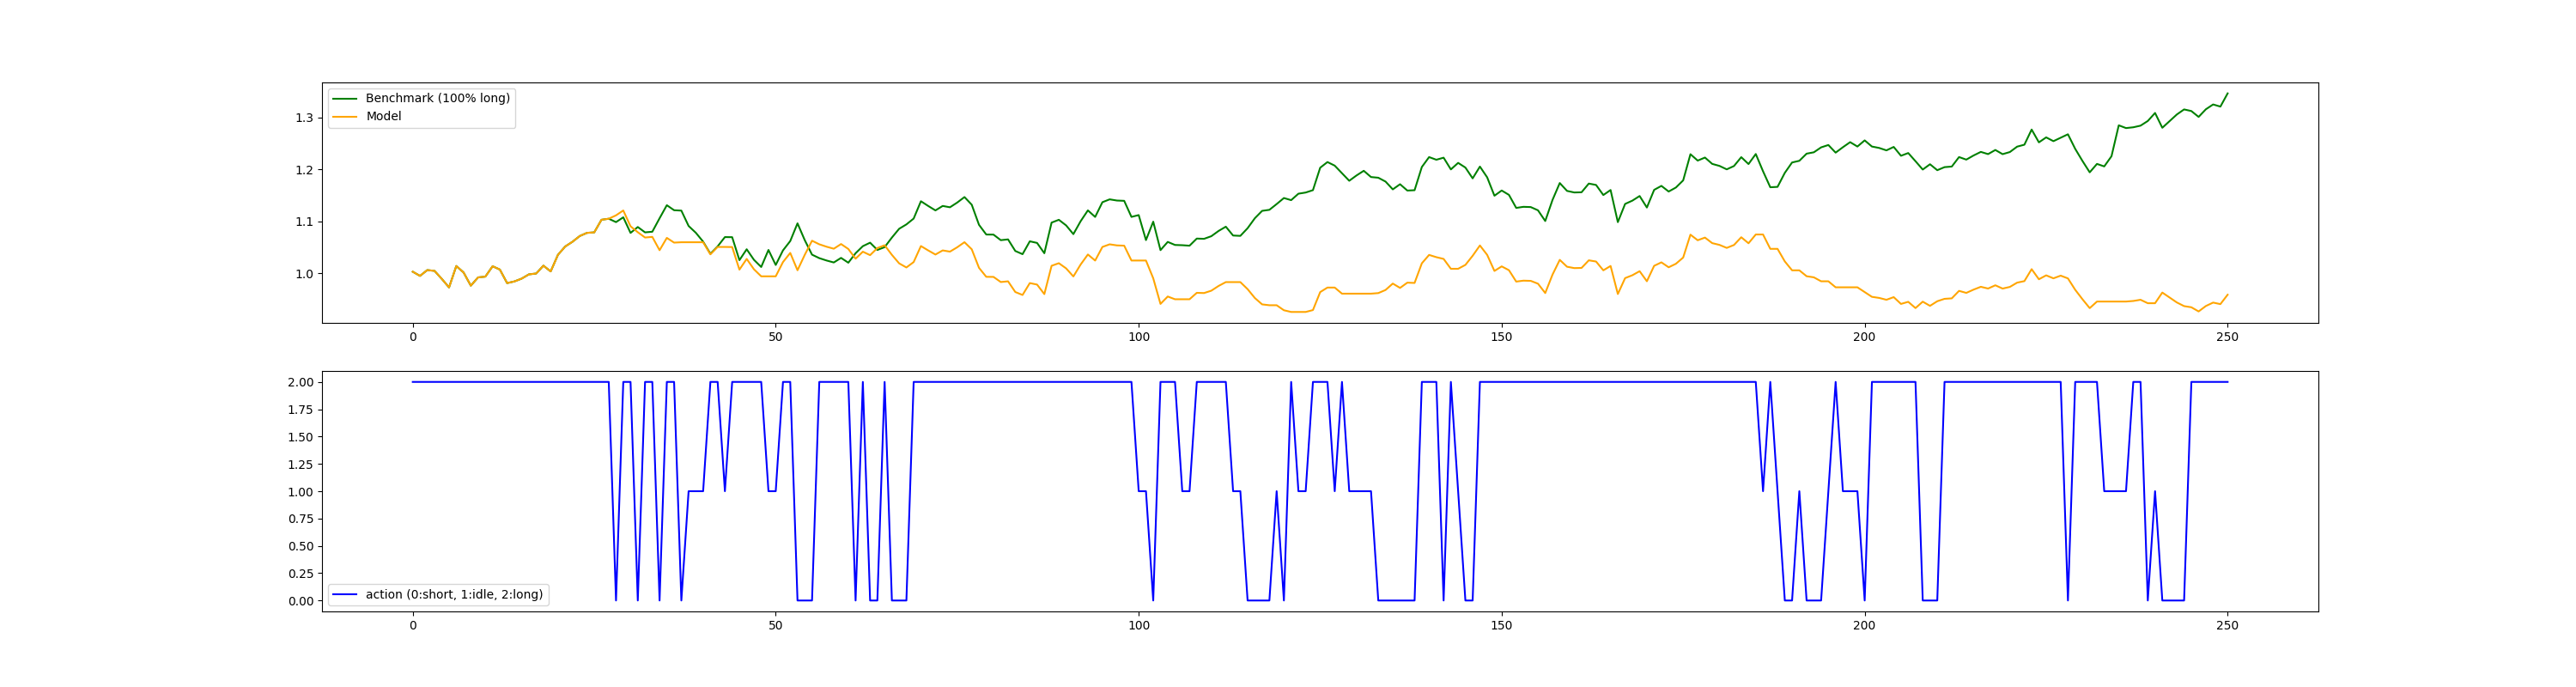 Benchmark (100% long)
Model
1.3
1.2
1.1
1.0
0 50 100 150 200 250
2.00
1.75
1.50
1.25
1.00
0.75
0.50
0.25
0.00
action (0:short, 1:idle, 2:long)
0 50 100 150 200 250